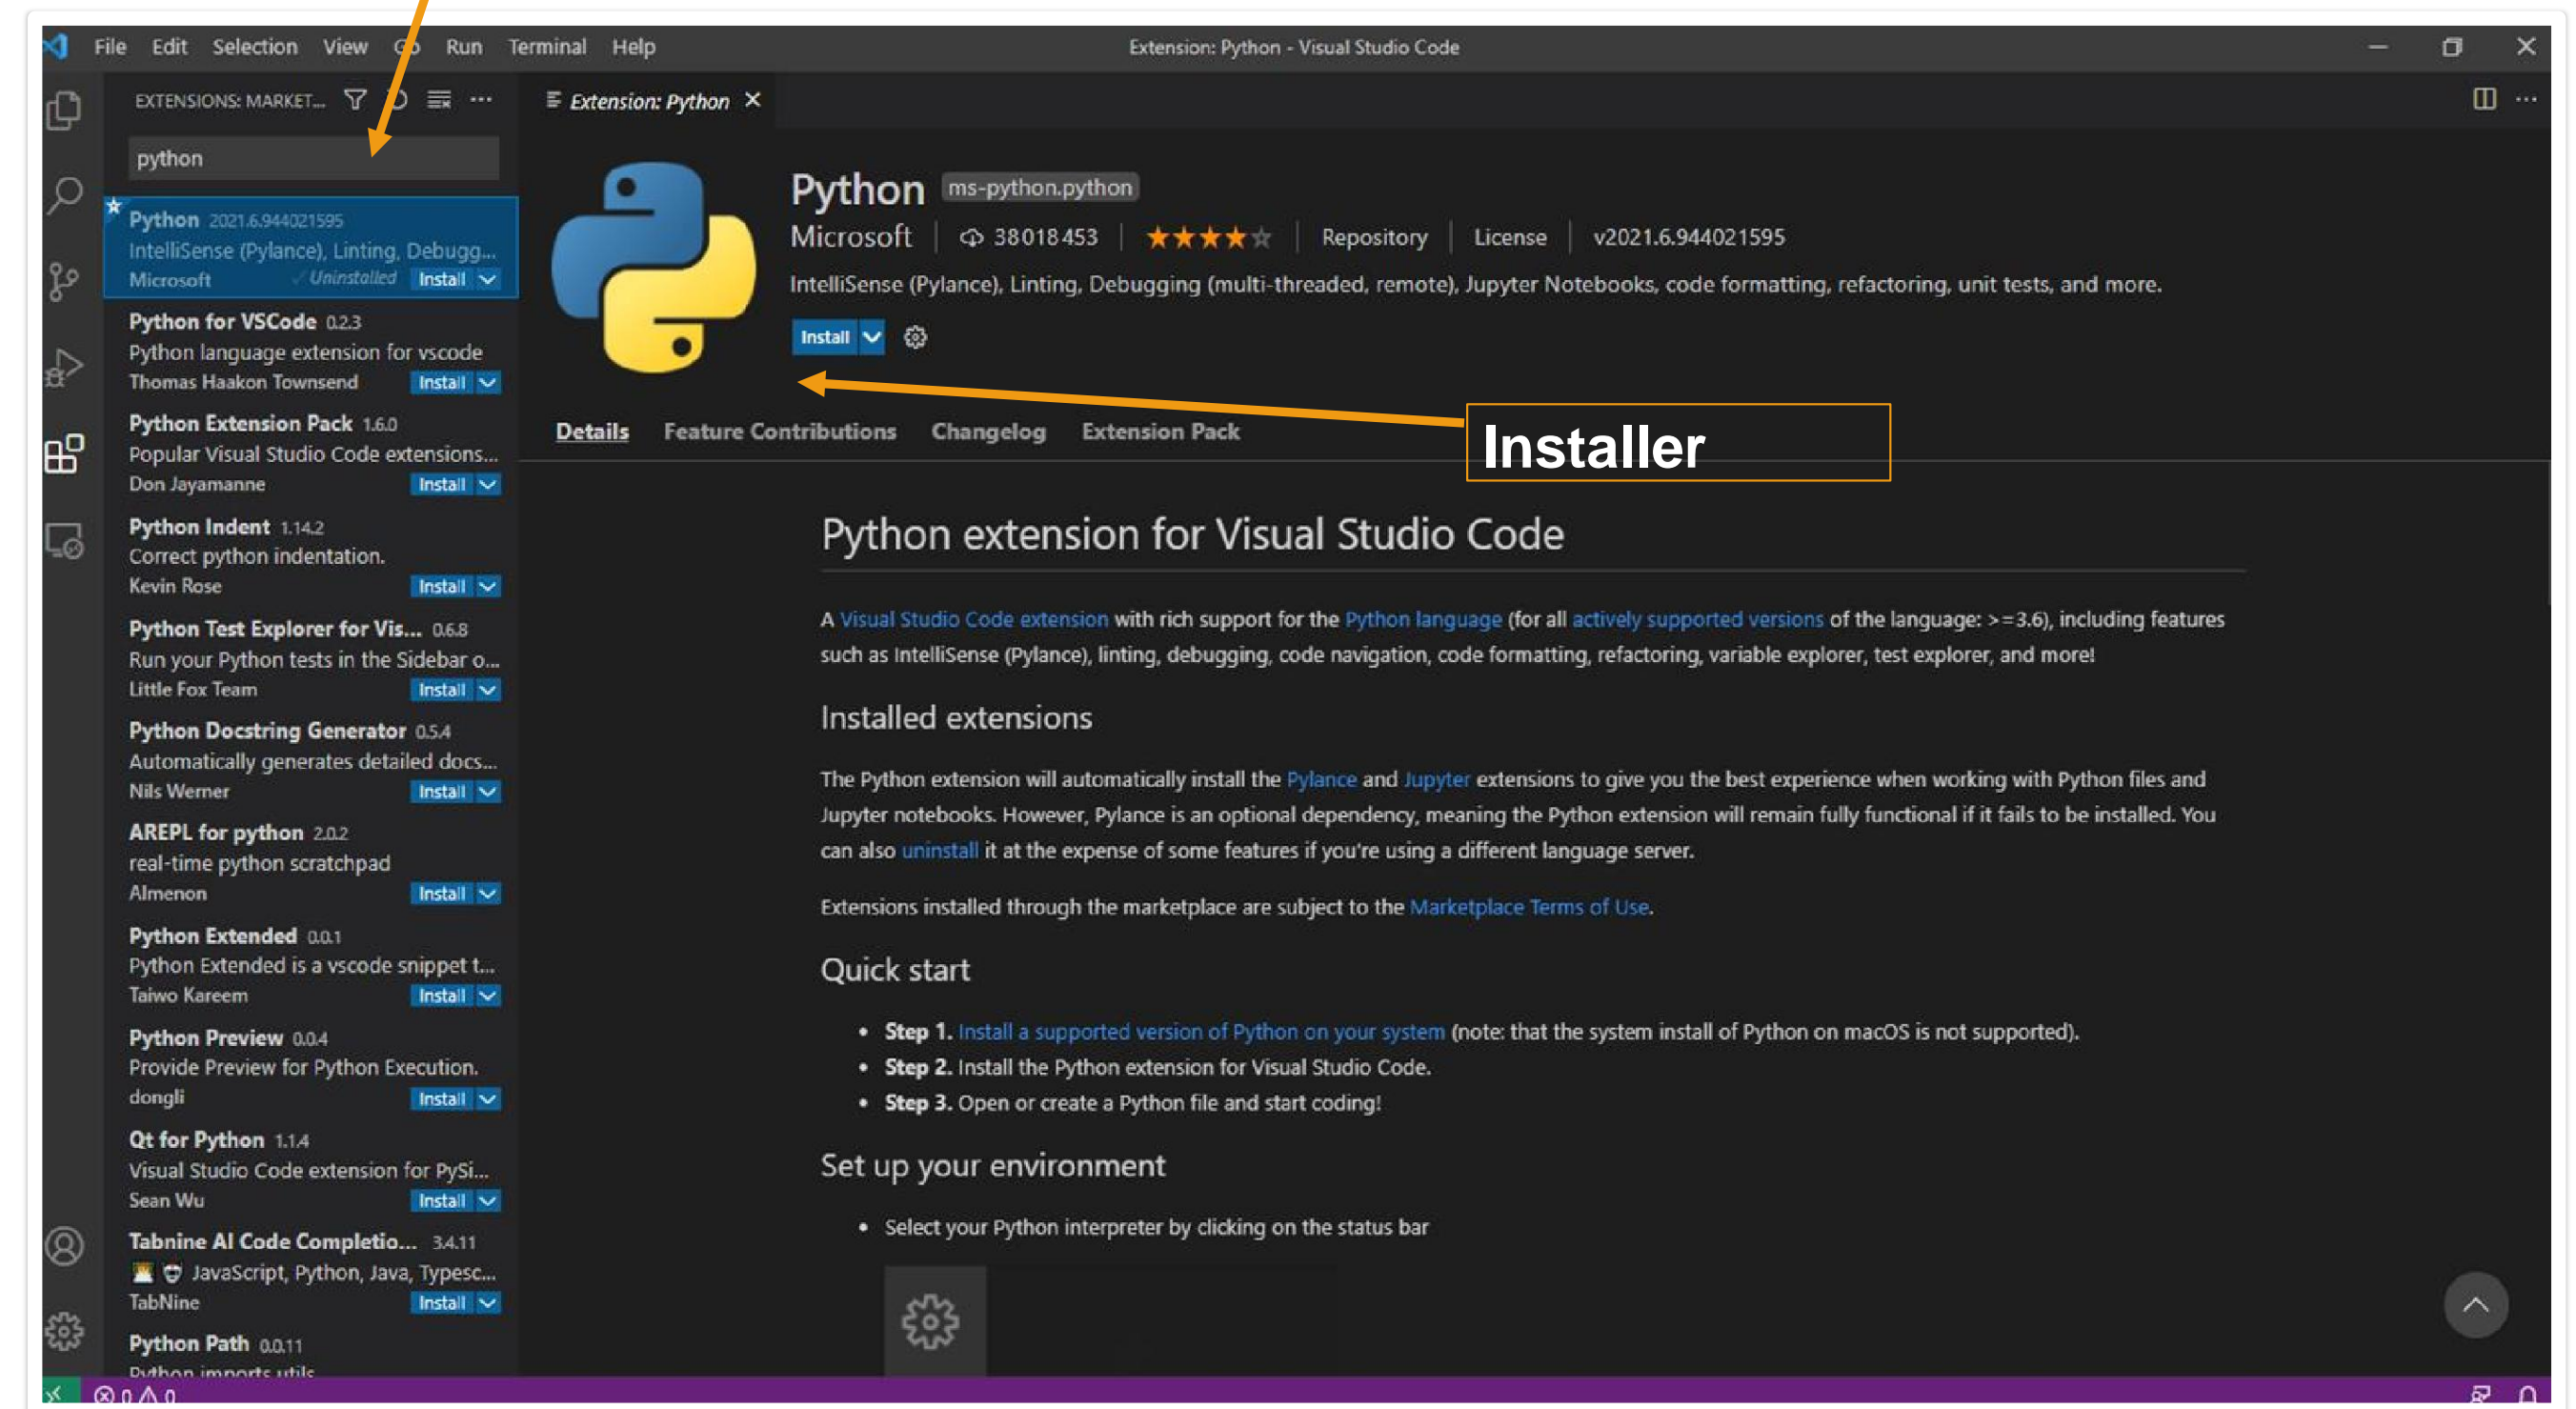 File Edit Selection View Go Run Terminal Help
Extension: Python - Visual Studio Code
EXTENSIONS: MARKET...
Extension: Python
python
Python 2021.6.944021595
IntelliSense (Pylance), Linting, Debugg...
Microsoft Uninstalled Install
Python for VSCode 0.2.3
Python language extension for vscode
Thomas Haakon Townsend Install
Python Extension Pack 1.6.0
Popular Visual Studio Code extensions...
Don Jayamanne Install
Python Indent 1.14.2
Correct python indentation.
Kevin Rose Install
Python Test Explorer for Vis... 0.6.8
Run your Python tests in the Sidebar o...
Little Fox Team Install
Python Docstring Generator 0.5.4
Automatically generates detailed docs...
Nils Werner Install
AREPL for python 2.0.2
real-time python scratchpad
Almenon Install
Python Extended 0.0.1
Python Extended is a vscode snippet t...
Taiwo Kareem Install
Python Preview 0.0.4
Provide Preview for Python Execution.
dongli Install
Qt for Python 1.1.4
Visual Studio Code extension for PySi...
Sean Wu Install
Tabnine AI Code Completio... 3.4.11
JavaScript, Python, Java, Typesc...
TabNine Install
Python Path 0.0.11
Python imports utils
Python ms-python.python
Microsoft 38018453 Repository License v2021.6.944021595
IntelliSense (Pylance), Linting, Debugging (multi-threaded, remote), Jupyter Notebooks, code formatting, refactoring, unit tests, and more.
Install
Installer
Details Feature Contributions Changelog Extension Pack
Python extension for Visual Studio Code
A Visual Studio Code extension with rich support for the Python language (for all actively supported versions of the language: >=3.6), including features
such as IntelliSense (Pylance), linting, debugging, code navigation, code formatting, refactoring, variable explorer, test explorer, and more!
Installed extensions
The Python extension will automatically install the Pylance and Jupyter extensions to give you the best experience when working with Python files and
Jupyter notebooks. However, Pylance is an optional dependency, meaning the Python extension will remain fully functional if it fails to be installed. You
can also uninstall it at the expense of some features if you're using a different language server.
Extensions installed through the marketplace are subject to the Marketplace Terms of Use.
Quick start
• Step 1. Install a supported version of Python on your system (note: that the system install of Python on macOS is not supported).
• Step 2. Install the Python extension for Visual Studio Code.
• Step 3. Open or create a Python file and start coding!
Set up your environment
• Select your Python interpreter by clicking on the status bar
0 0